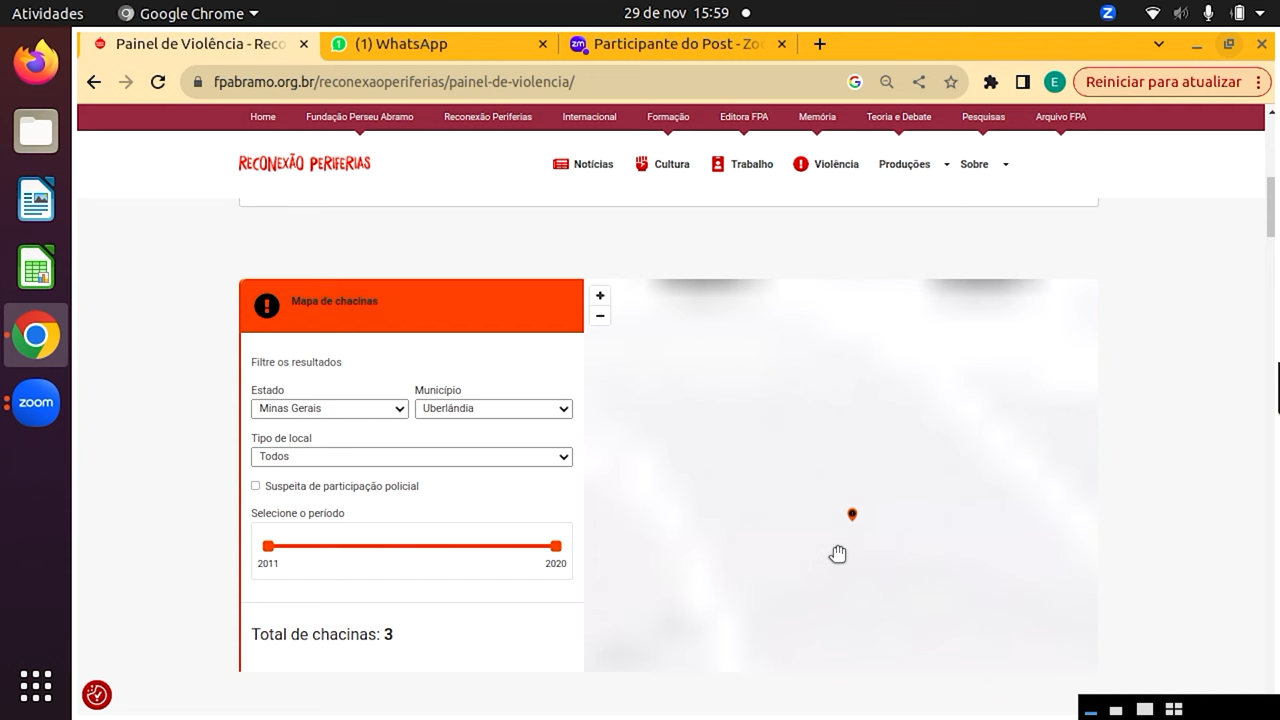 Atividades
Google Chrome
29 de nov 15:59
Painel de Violência - Reco
(1) WhatsApp
Participante do Post - Zoo
fpabramo.org.br/reconexaoperiferias/painel-de-violencia/
E
Reiniciar para atualizar
Home
Fundação Perseu Abramo
Reconexão Periferias
Internacional
Formação
Editora FPA
Memória
Teoria e Debate
Pesquisas
Arquivo FPA
RECONEXÃO PERIFERIAS
Notícias
Cultura
Trabalho
Violência
Produções
Sobre
Mapa de chacinas
+
−
Filtre os resultados
Estado
Município
Minas Gerais
Uberlândia
Tipo de local
Todos
Suspeita de participação policial
Selecione o período
2011
2020
Total de chacinas: 3
zoom